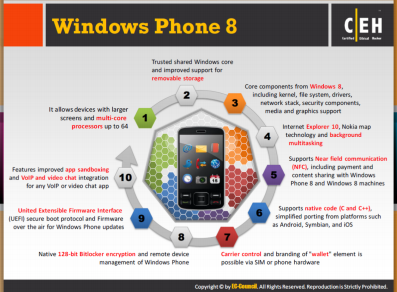 Windows Phone 8
C|EH
Certified Ethical Hacker
Trusted shared Windows core
and improved support for
removable storage
2
Core components from Windows 8,
including kernel, file system, drivers,
network stack, security components,
media and graphics support
3
It allows devices with larger
screens and multi-core
processors up to 64
1
Internet Explorer 10, Nokia map
technology and background
multitasking
4
Supports Near field communication
(NFC), including payment and
content sharing with Windows
Phone 8 and Windows 8 machines
5
Features improved app sandboxing
and VoIP and video chat integration
for any VoIP or video chat app
10
Supports native code (C and C++),
simplified porting from platforms such
as Android, Symbian, and iOS
6
United Extensible Firmware Interface
(UEFI) secure boot protocol and Firmware
over the air for Windows Phone updates
9
8
7
Native 128-bit Bitlocker encryption and remote device
management of Windows Phone
Carrier control and branding of "wallet" element is
possible via SIM or phone hardware
Copyright © by EC-Council. All Rights Reserved. Reproduction is Strictly Prohibited.